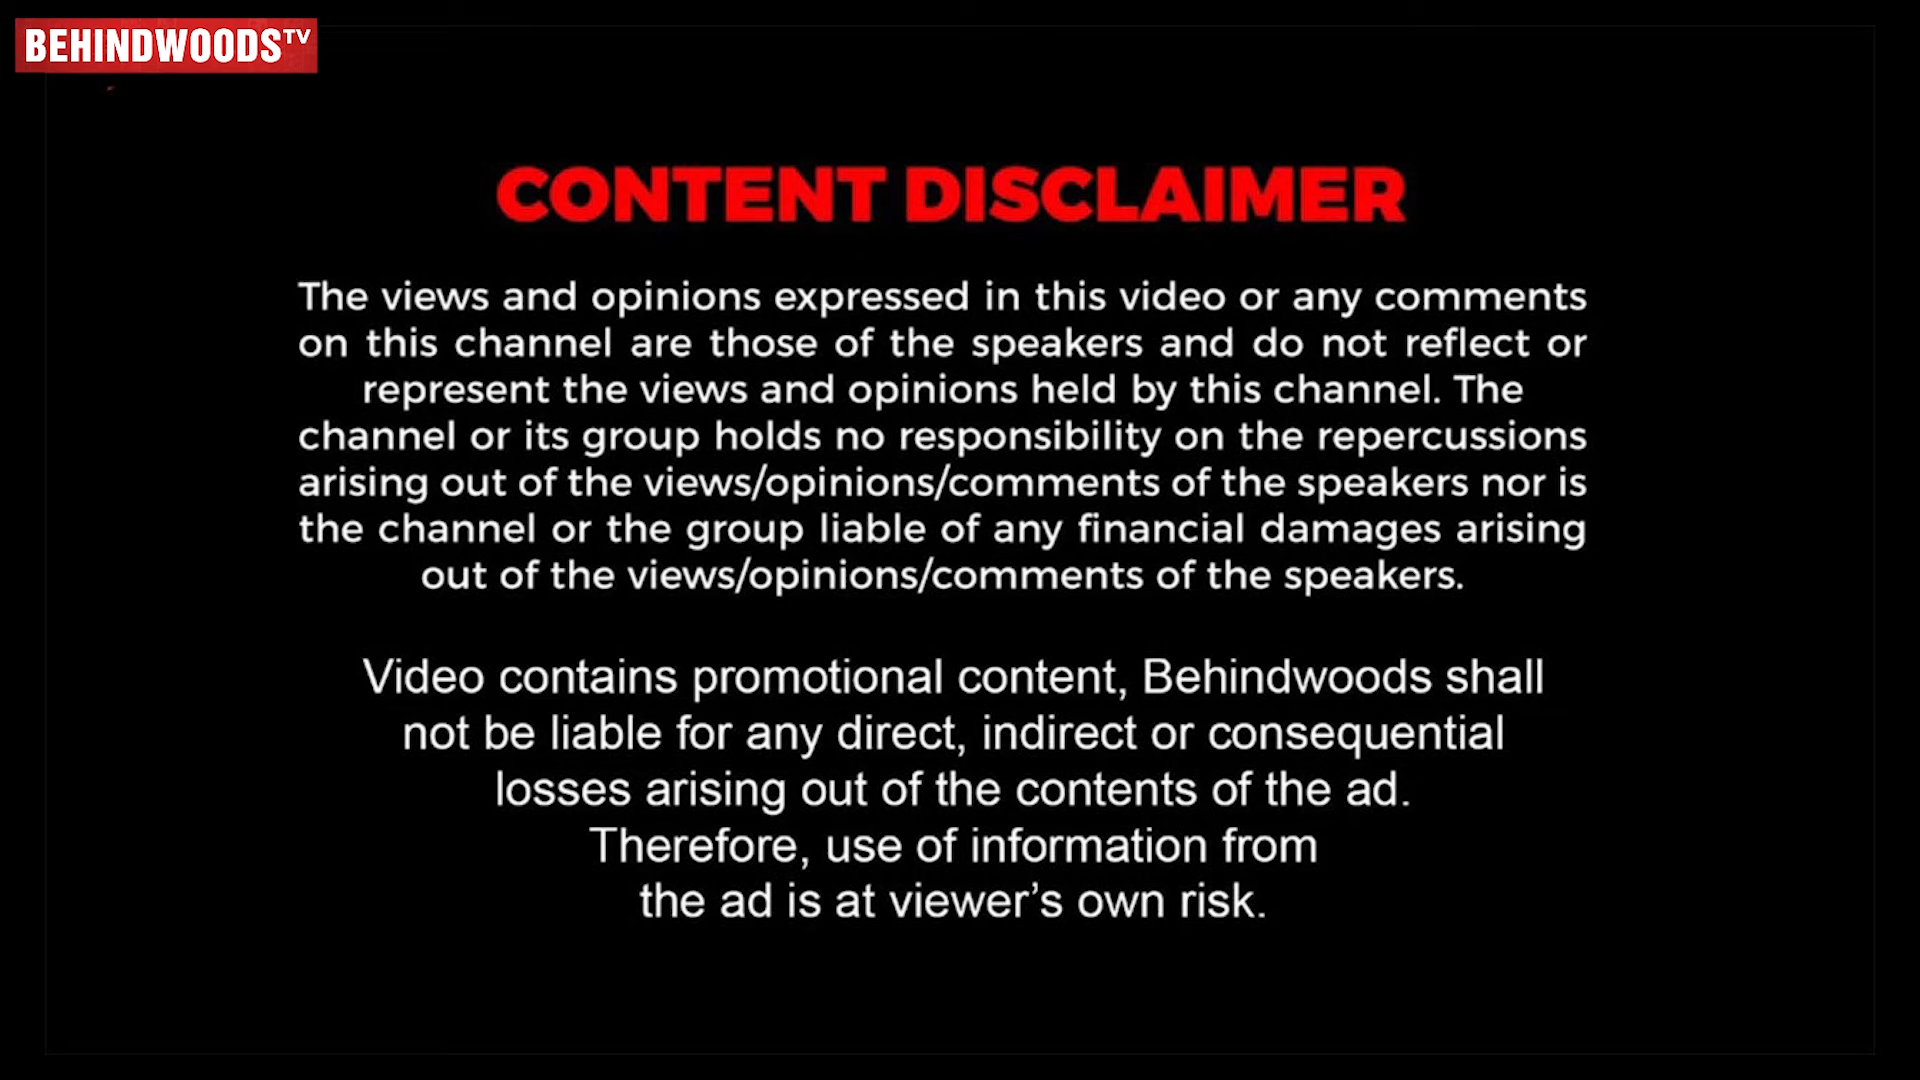 BEHINDWOODS TV
CONTENT DISCLAIMER
The views and opinions expressed in this video or any comments
on this channel are those of the speakers and do not reflect or
represent the views and opinions held by this channel. The
channel or its group holds no responsibility on the repercussions
arising out of the views/opinions/comments of the speakers nor is
the channel or the group liable of any financial damages arising
out of the views/opinions/comments of the speakers.
Video contains promotional content, Behindwoods shall
not be liable for any direct, indirect or consequential
losses arising out of the contents of the ad.
Therefore, use of information from
the ad is at viewer’s own risk.